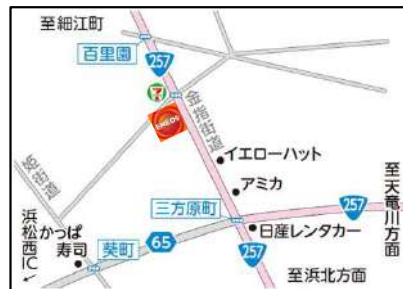 至細江町
百里園
257
7
ENEOS
金指街道
イエローハット
アミカ
三方原町
257
至天竜川方面
日産レンタカー
257
至浜北方面
街道
浜松西IC
かっぱ寿司
葵町
65